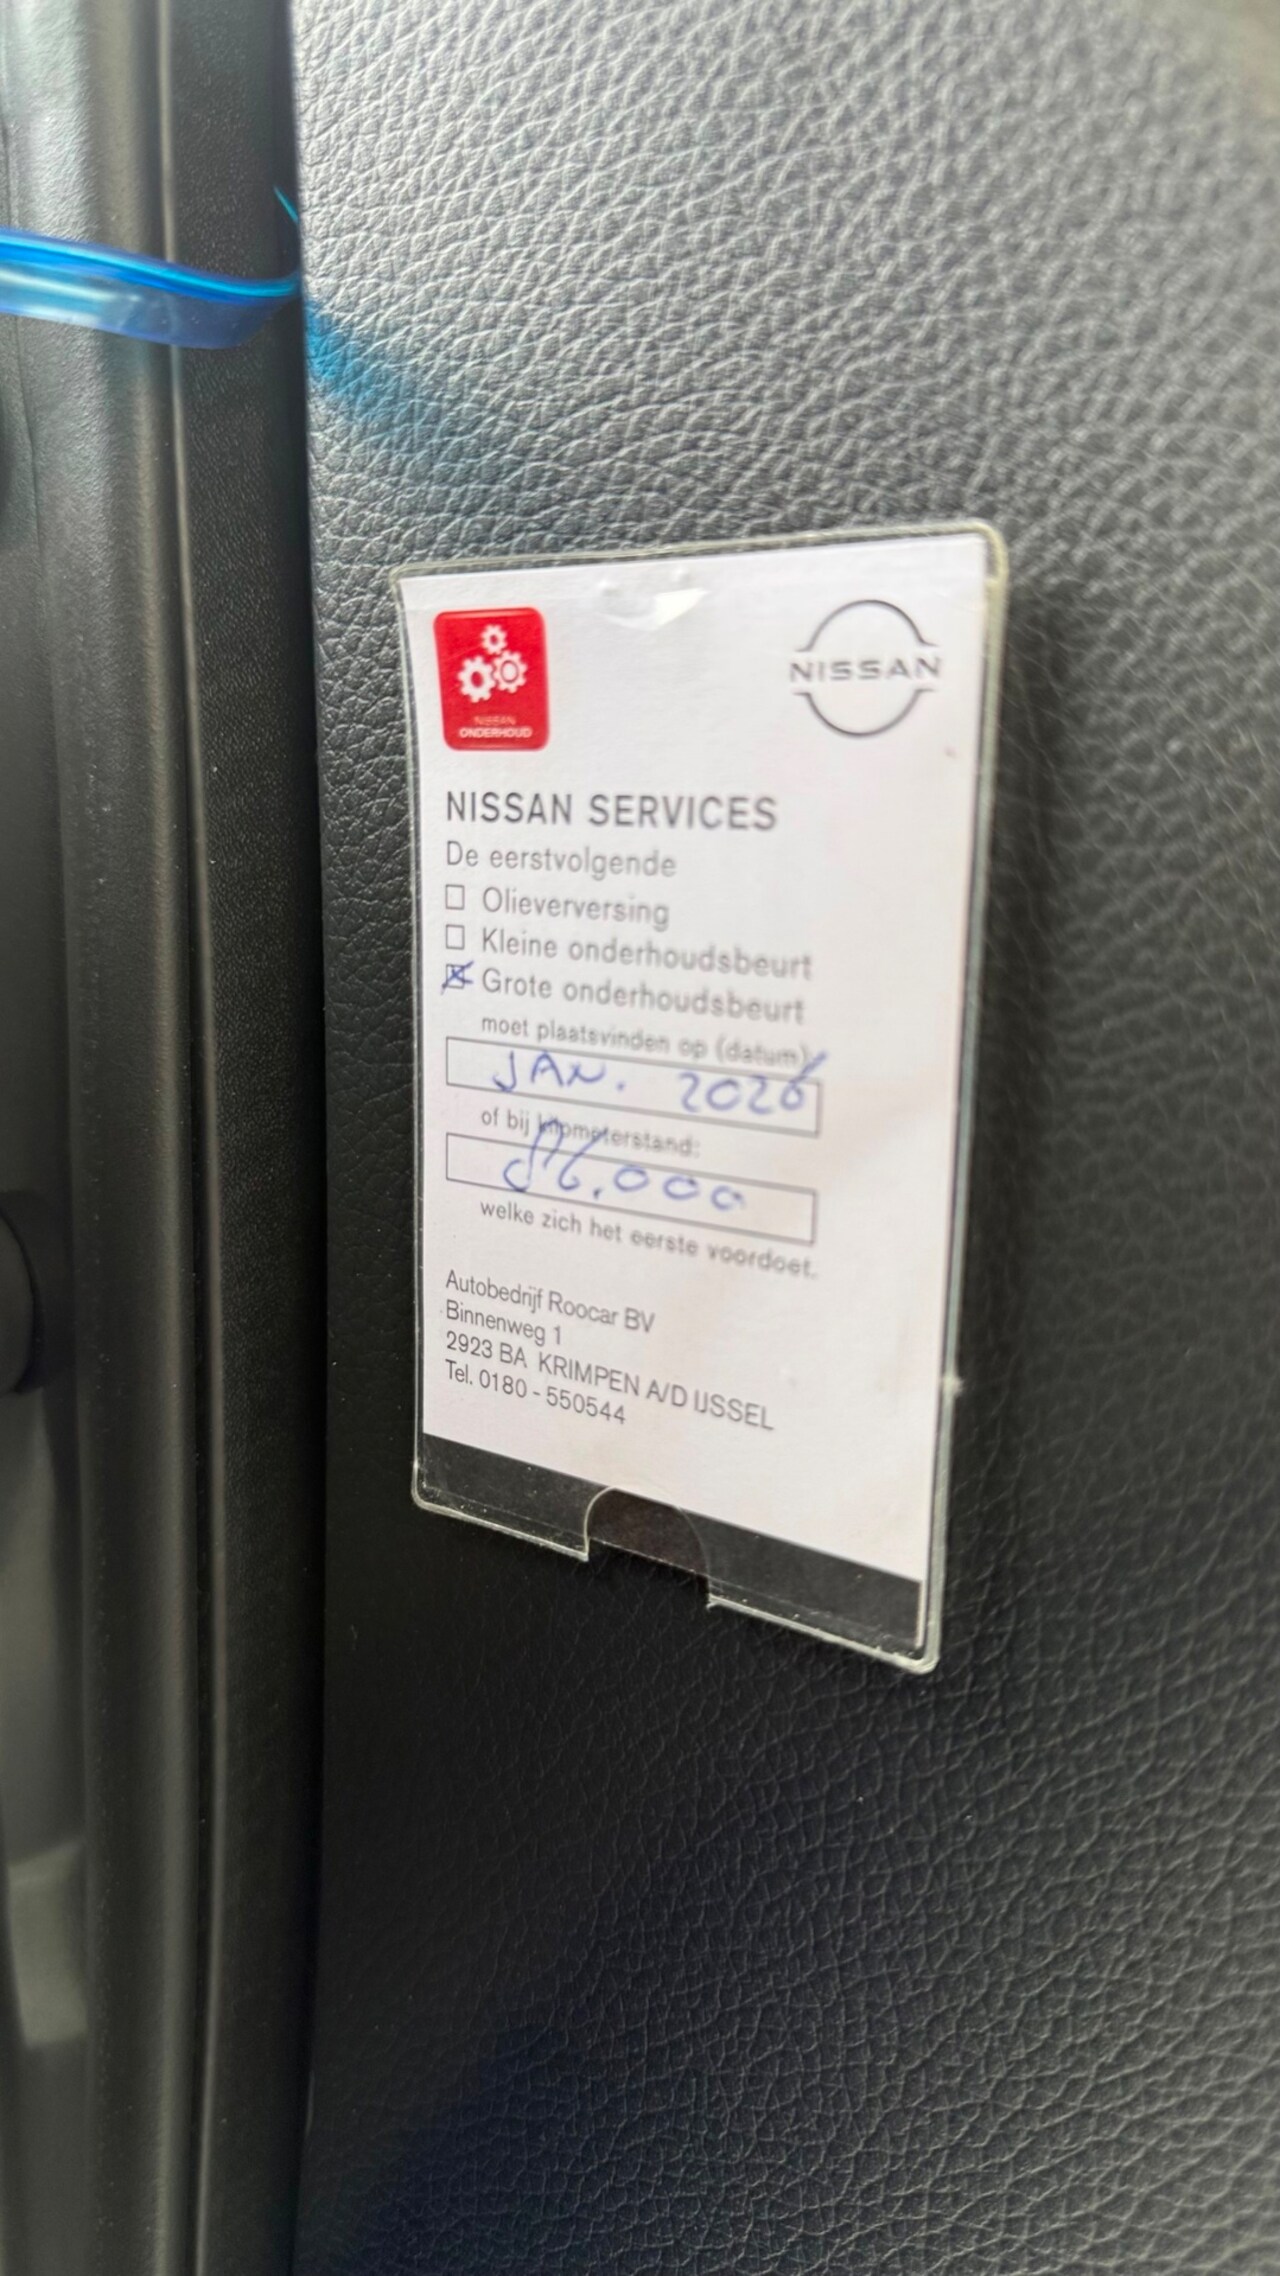 NISSAN
ONDERHOUD
NISSAN
NISSAN SERVICES
De eerstvolgende
Olieverversing
Kleine onderhoudsbeurt
Grote onderhoudsbeurt
moet plaatsvinden op (datum):
JAN. 2026
of bij kilometerstand:
welke zich het eerste voordoet.
Autobedrijf Roocar BV
Binnenweg 1
2923 BA KRIMPEN A/D IJSSEL
Tel. 0180 - 550544